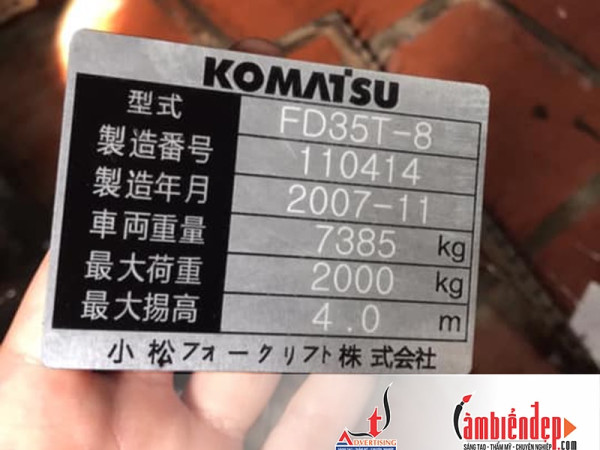 KOMATSU
型式 FD35T-8
製造番号 110414
製造年月 2007-11
車両重量 7385 kg
最大荷重 2000 kg
最大揚高 4.0 m
小松フォークリフト株式会社
ADVERTISING
lambiendep.com
SÁNG TẠO - THẨM MỸ - CHUYÊN NGHIỆP